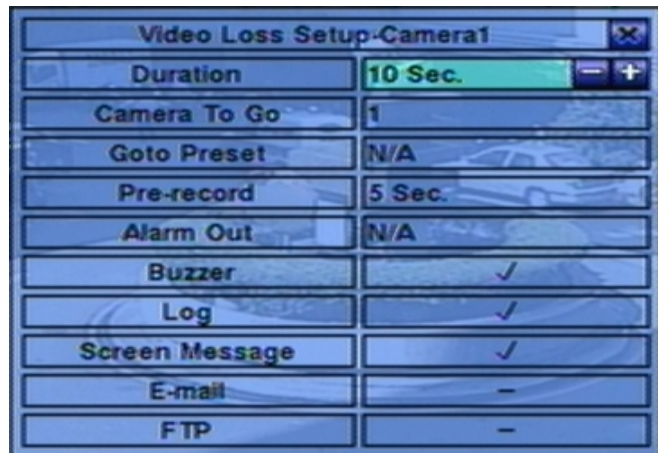 Video Loss Setup-Camera1
Duration 10 Sec.
Camera To Go 1
Goto Preset N/A
Pre-record 5 Sec.
Alarm Out N/A
Buzzer ✓
Log ✓
Screen Message ✓
E-mail –
FTP –